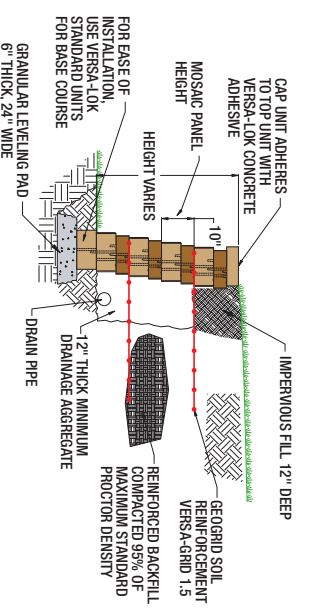 CAP UNIT ADHERES
TO TOP UNIT WITH
VERSA-LOK CONCRETE
ADHESIVE
MOSAIC PANEL
HEIGHT
10"
HEIGHT VARIES
FOR EASE OF
INSTALLATION,
USE VERSA-LOK
STANDARD UNITS
FOR BASE COURSE
GRANULAR LEVELING PAD
6" THICK, 24" WIDE
IMPERVIOUS FILL 12" DEEP
GEOGRID SOIL
REINFORCEMENT
VERSA-GRID 1.5
REINFORCED BACKFILL
COMPACTED 95% OF
MAXIMUM STANDARD
PROCTOR DENSITY
12" THICK MINIMUM
DRAINAGE AGGREGATE
DRAIN PIPE